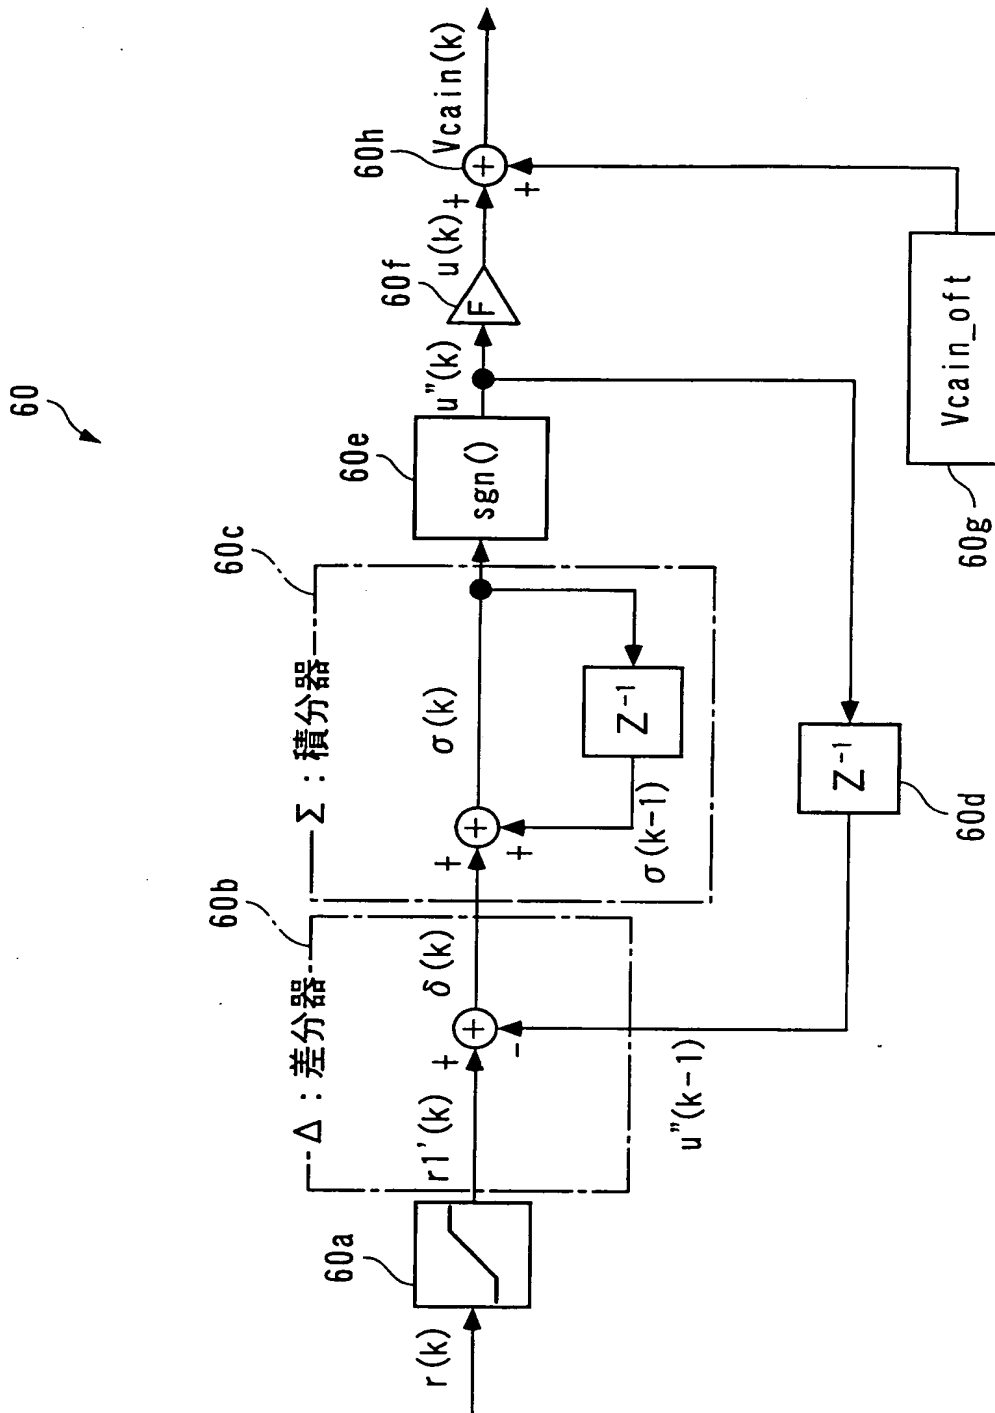 60
r(k)
60a
r1'(k)
Δ:差分器
60b
δ(k)
+
+
-
u"(k-1)
Σ:積分器
60c
σ(k)
+
+
+
Z⁻¹
σ(k-1)
sgn()
60e
u"(k)
Z⁻¹
60d
F
60f
u(k)
+
+
+
60h
Vcain(k)
Vcain_oft
60g